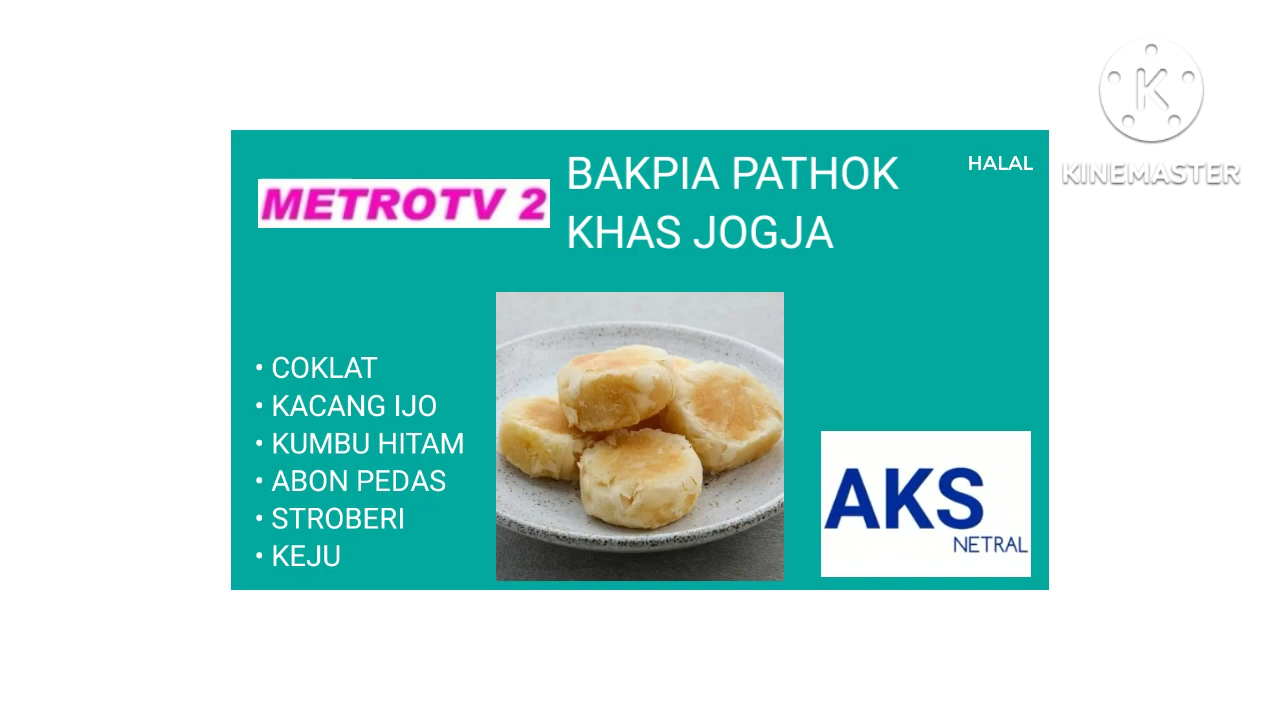 METROTV 2
BAKPIA PATHOK
KHAS JOGJA
HALAL
K
KINEMASTER
• COKLAT
• KACANG IJO
• KUMBU HITAM
• ABON PEDAS
• STROBERI
• KEJU
AKS
NETRAL